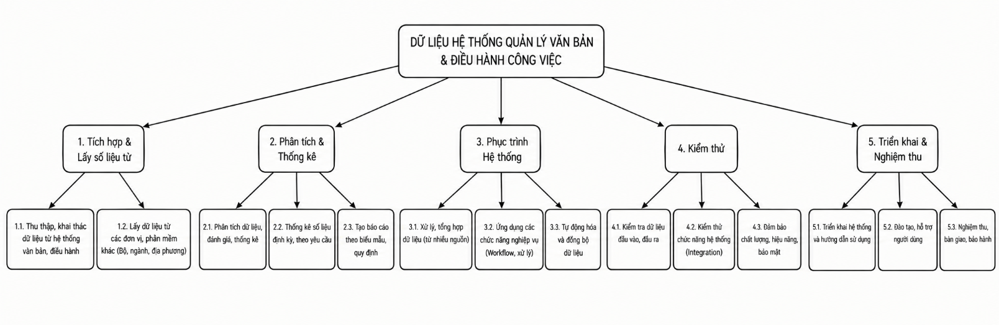 DỮ LIỆU HỆ THỐNG QUẢN LÝ VĂN BẢN
& ĐIỀU HÀNH CÔNG VIỆC
1. Tích hợp &
Lấy số liệu từ
2. Phân tích &
Thống kê
3. Phục trình
Hệ thống
4. Kiểm thử
5. Triển khai &
Nghiệm thu
1.1. Thu thập, khai thác
dữ liệu từ hệ thống
văn bản, điều hành
1.2. Lấy dữ liệu từ
các đơn vị, phần mềm
khác (Bộ, ngành, địa phương)
2.1. Phân tích dữ liệu,
đánh giá, thống kê
2.2. Thống kê số liệu
định kỳ, theo yêu cầu
2.3. Tạo báo cáo
theo biểu mẫu,
quy định
3.1. Xử lý, tổng hợp
dữ liệu (từ nhiều nguồn)
3.2. Ứng dụng các
chức năng nghiệp vụ
(Workflow, xử lý)
3.3. Tự động hóa
và đồng bộ
dữ liệu
4.1. Kiểm tra dữ liệu
đầu vào, đầu ra
4.2. Kiểm thử
chức năng hệ thống
(Integration)
4.3. Đảm bảo
chất lượng, hiệu năng,
bảo mật
5.1. Triển khai hệ thống
và hướng dẫn sử dụng
5.2. Đào tạo, hỗ trợ
người dùng
5.3. Nghiệm thu,
bàn giao, bảo hành